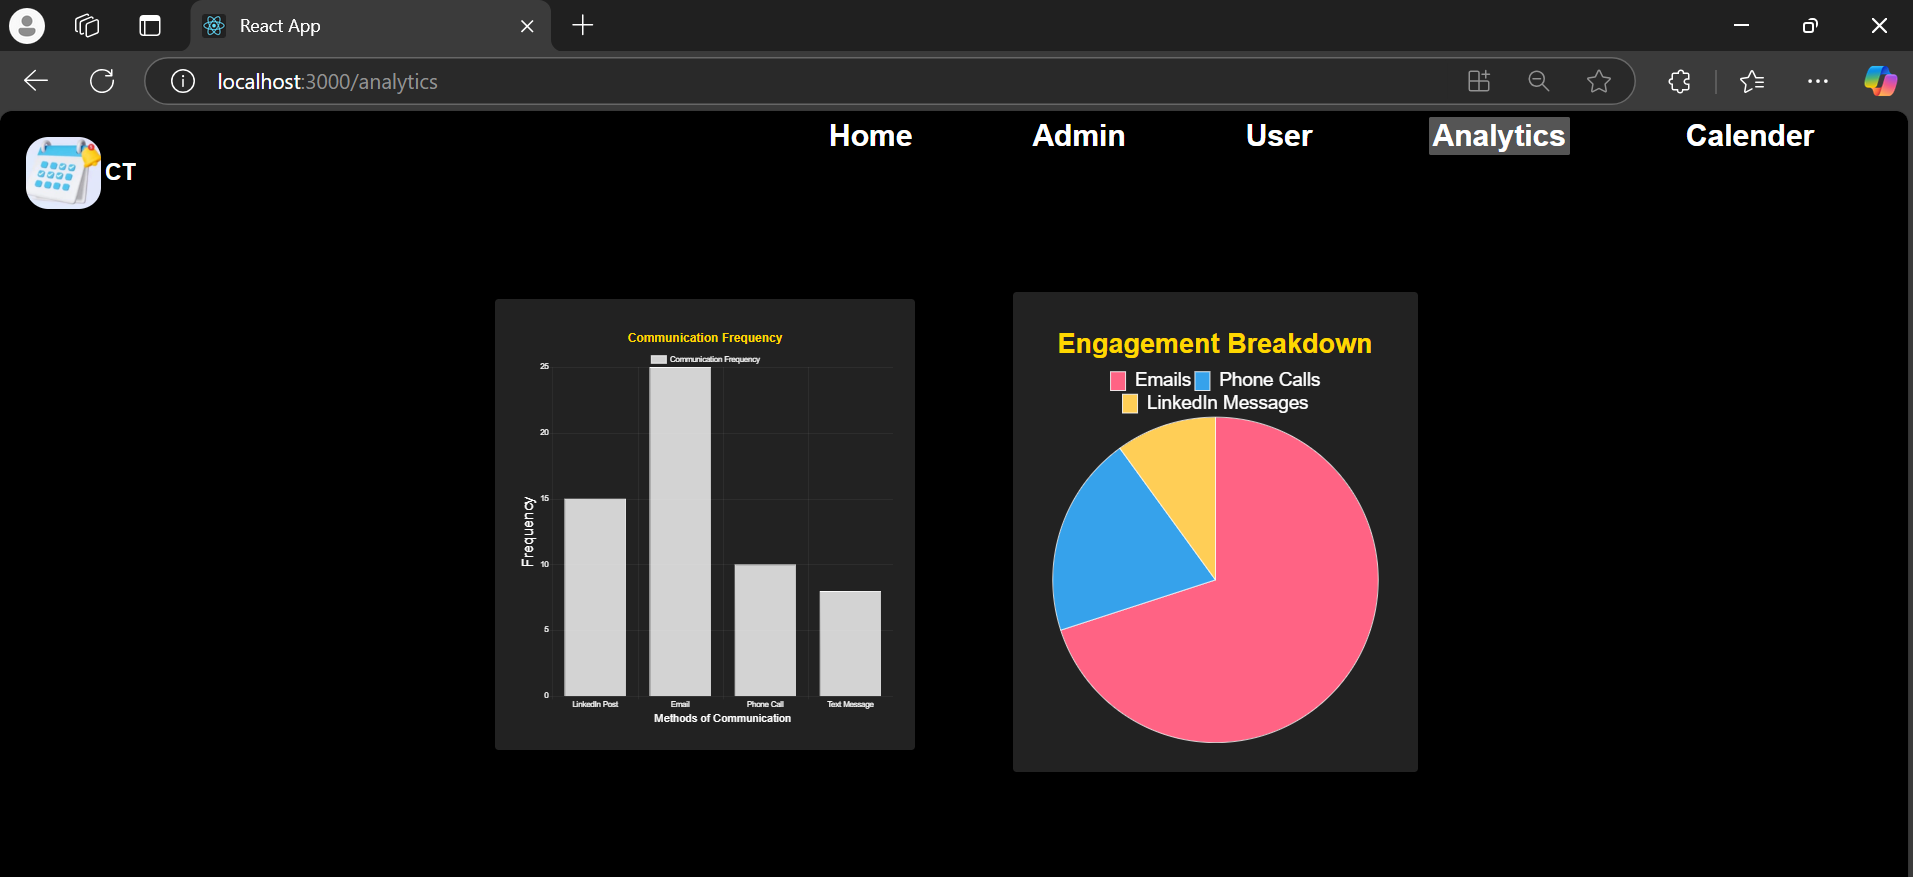 React App
localhost:3000/analytics
CT
Home Admin User Analytics Calender
Communication Frequency
Communication Frequency
25
20
15
10
5
0
Frequency
LinkedIn Post Email Phone Call Text Message
Methods of Communication
Engagement Breakdown
Emails Phone Calls
LinkedIn Messages